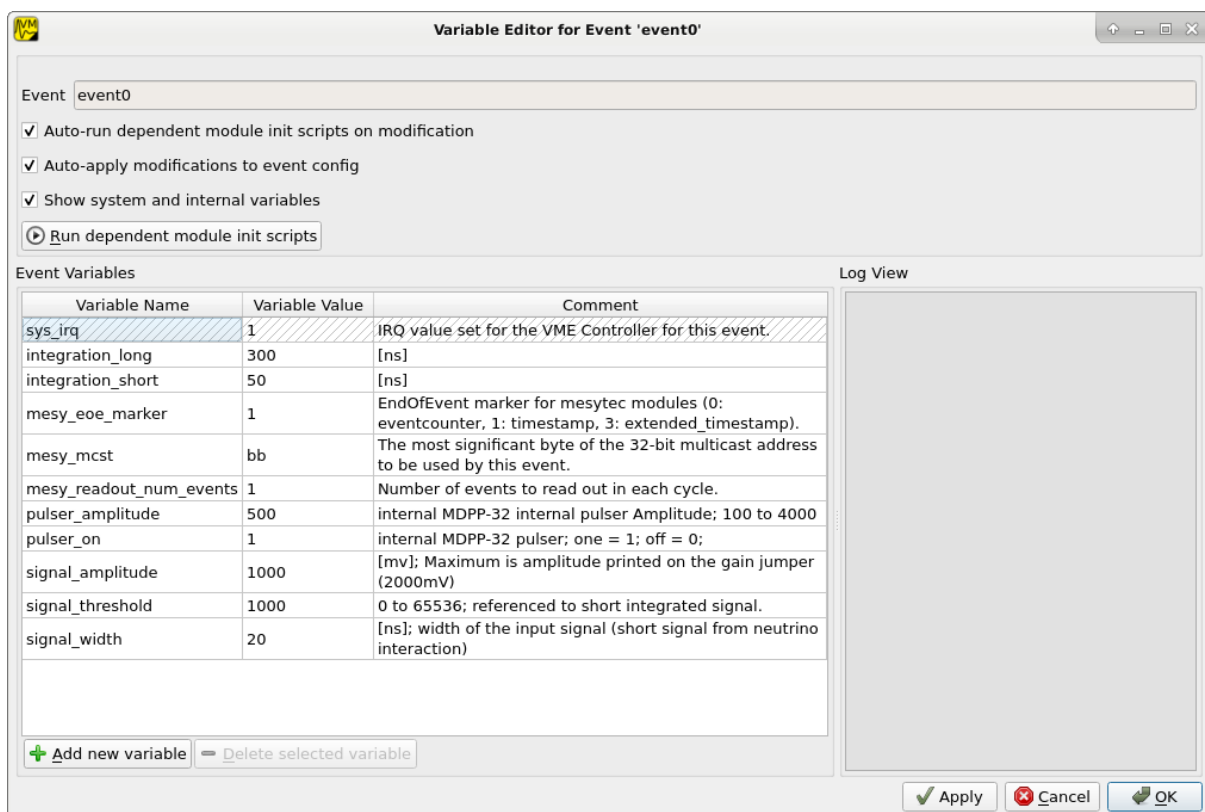 VM
Variable Editor for Event 'event0'
Event event0
Auto-run dependent module init scripts on modification
Auto-apply modifications to event config
Show system and internal variables
Run dependent module init scripts
Event Variables
Log View
Variable Name Variable Value Comment
sys_irq 1 IRQ value set for the VME Controller for this event.
integration_long 300 [ns]
integration_short 50 [ns]
mesy_eoe_marker 1 EndOfEvent marker for mesytec modules (0:
eventcounter, 1: timestamp, 3: extended_timestamp).
mesy_mcst bb The most significant byte of the 32-bit multicast address
to be used by this event.
mesy_readout_num_events 1 Number of events to read out in each cycle.
pulser_amplitude 500 internal MDPP-32 internal pulser Amplitude; 100 to 4000
pulser_on 1 internal MDPP-32 pulser; one = 1; off = 0;
signal_amplitude 1000 [mv]; Maximum is amplitude printed on the gain jumper
(2000mV)
signal_threshold 1000 0 to 65536; referenced to short integrated signal.
signal_width 20 [ns]; width of the input signal (short signal from neutrino
interaction)
Add new variable Delete selected variable
Apply Cancel OK